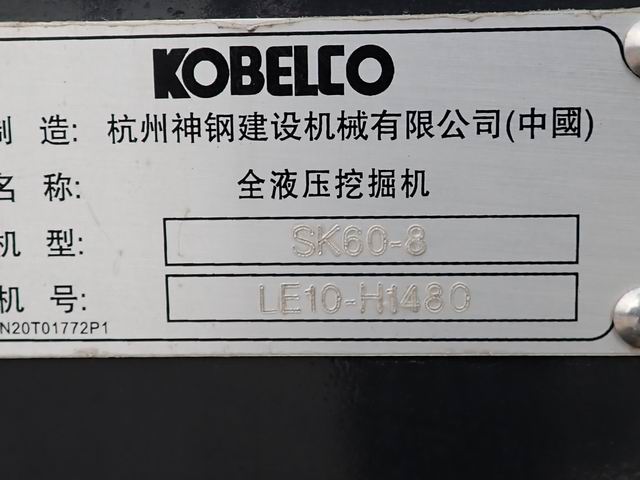 KOBELCO
制 造: 杭州神钢建设机械有限公司(中國)
名 称: 全液压挖掘机
机 型: SK60-8
机 号: LE10-H1480
N20T01772P1